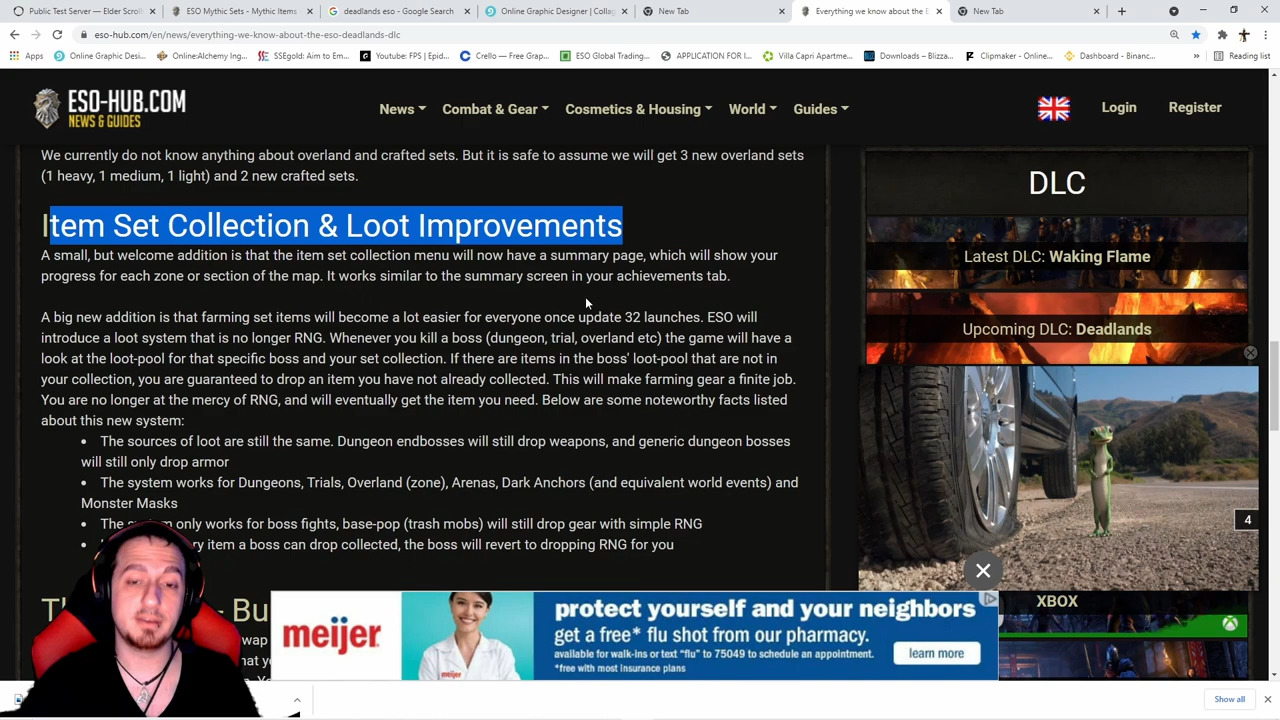 Public Test Server — Elder Scroll
ESO Mythic Sets - Mythic Items
deadlands eso - Google Search
Online Graphic Designer | Collag
New Tab
Everything we know about the E
New Tab
eso-hub.com/en/news/everything-we-know-about-the-eso-deadlands-dlc
Apps
Online Graphic Desi...
Online:Alchemy Ing...
SSEgold: Aim to Em...
Youtube: FPS| Epid...
Crello — Free Grap...
ESO Global Trading...
APPLICATION FOR I...
Villa Capri Apartme...
Downloads – Blizza...
Clipmaker - Online...
Dashboard - Binanc...
»
Reading list
ESO-HUB.COM
NEWS & GUIDES
News
Combat & Gear
Cosmetics & Housing
World
Guides
Login
Register
We currently do not know anything about overland and crafted sets. But it is safe to assume we will get 3 new overland sets
(1 heavy, 1 medium, 1 light) and 2 new crafted sets.
Item Set Collection & Loot Improvements
A small, but welcome addition is that the item set collection menu will now have a summary page, which will show your
progress for each zone or section of the map. It works similar to the summary screen in your achievements tab.
A big new addition is that farming set items will become a lot easier for everyone once update 32 launches. ESO will
introduce a loot system that is no longer RNG. Whenever you kill a boss (dungeon, trial, overland etc) the game will have a
look at the loot-pool for that specific boss and your set collection. If there are items in the boss' loot-pool that are not in
your collection, you are guaranteed to drop an item you have not already collected. This will make farming gear a finite job.
You are no longer at the mercy of RNG, and will eventually get the item you need. Below are some noteworthy facts listed
about this new system:
• The sources of loot are still the same. Dungeon endbosses will still drop weapons, and generic dungeon bosses
will still only drop armor
• The system works for Dungeons, Trials, Overland (zone), Arenas, Dark Anchors (and equivalent world events) and
Monster Masks
• The only works for boss fights, base-pop (trash mobs) will still drop gear with simple RNG
• item a boss can drop collected, the boss will revert to dropping RNG for you
DLC
Latest DLC: Waking Flame
Upcoming DLC: Deadlands
4
XBOX
meijer
protect yourself and your neighbors
get a free* flu shot from our pharmacy.
available for walk-ins or text "flu" to 75049 to schedule an appointment.
*free with most insurance plans
learn more
Show all